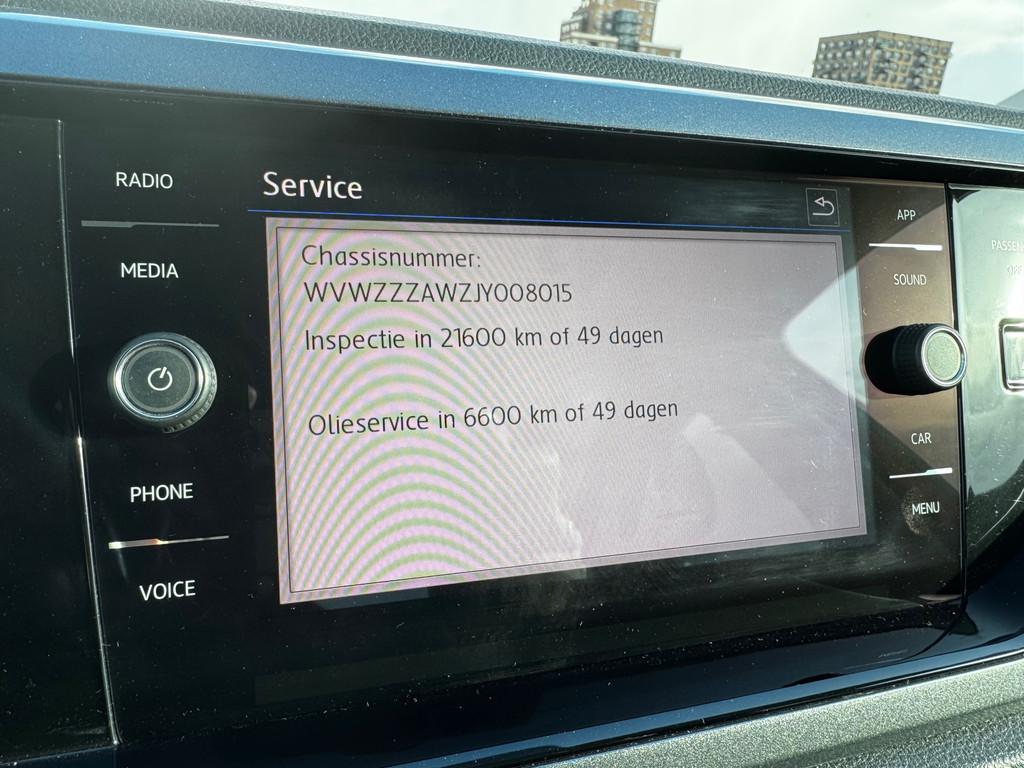 RADIO
MEDIA
PHONE
VOICE
Service
Chassisnummer:
WVWZZZAWZJY008015
Inspectie in 21600 km of 49 dagen
Olieservice in 6600 km of 49 dagen
APP
SOUND
CAR
MENU